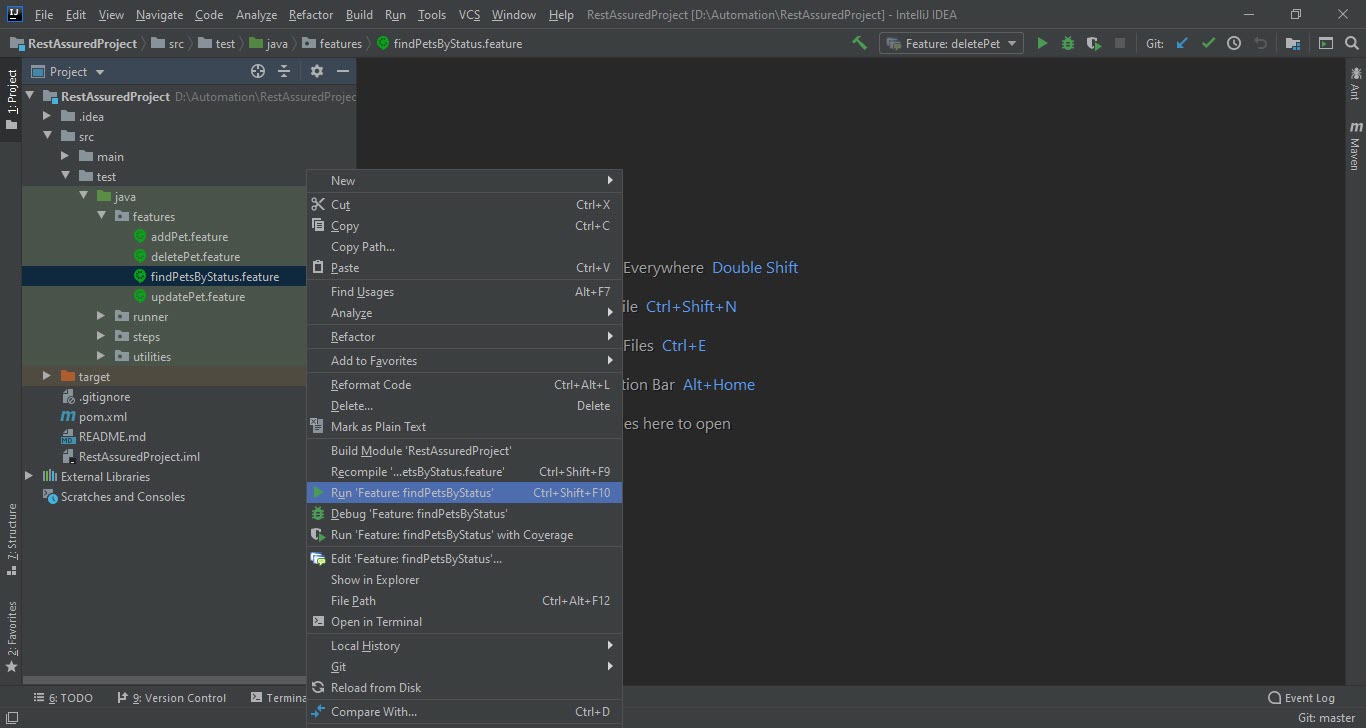 IJ File Edit View Navigate Code Analyze Refactor Build Run Tools VCS Window Help RestAssuredProject [D:\Automation\RestAssuredProject] - IntelliJ IDEA
RestAssuredProject src test java features findPetsByStatus.feature Feature: deletePet Git:
Project
1: Project
RestAssuredProject D:\Automation\RestAssuredProjec
.idea
src
main
test
java
features
addPet.feature
deletePet.feature
findPetsByStatus.feature
updatePet.feature
runner
steps
utilities
target
.gitignore
pom.xml
README.md
RestAssuredProject.iml
External Libraries
Scratches and Consoles
7: Structure
2: Favorites
New
Cut Ctrl+X
Copy Ctrl+C
Copy Path...
Paste Ctrl+V
Find Usages Alt+F7
Analyze
Refactor
Add to Favorites
Reformat Code Ctrl+Alt+L
Delete... Delete
Mark as Plain Text
Build Module 'RestAssuredProject'
Recompile '...etsByStatus.feature' Ctrl+Shift+F9
Run 'Feature: findPetsByStatus' Ctrl+Shift+F10
Debug 'Feature: findPetsByStatus'
Run 'Feature: findPetsByStatus' with Coverage
Edit 'Feature: findPetsByStatus'...
Show in Explorer
File Path Ctrl+Alt+F12
Open in Terminal
Local History
Git
Reload from Disk
Compare With... Ctrl+D
Everywhere Double Shift
ile Ctrl+Shift+N
Files Ctrl+E
tion Bar Alt+Home
es here to open
Ant
m Maven
6: TODO 9: Version Control Termina Event Log
Git: master